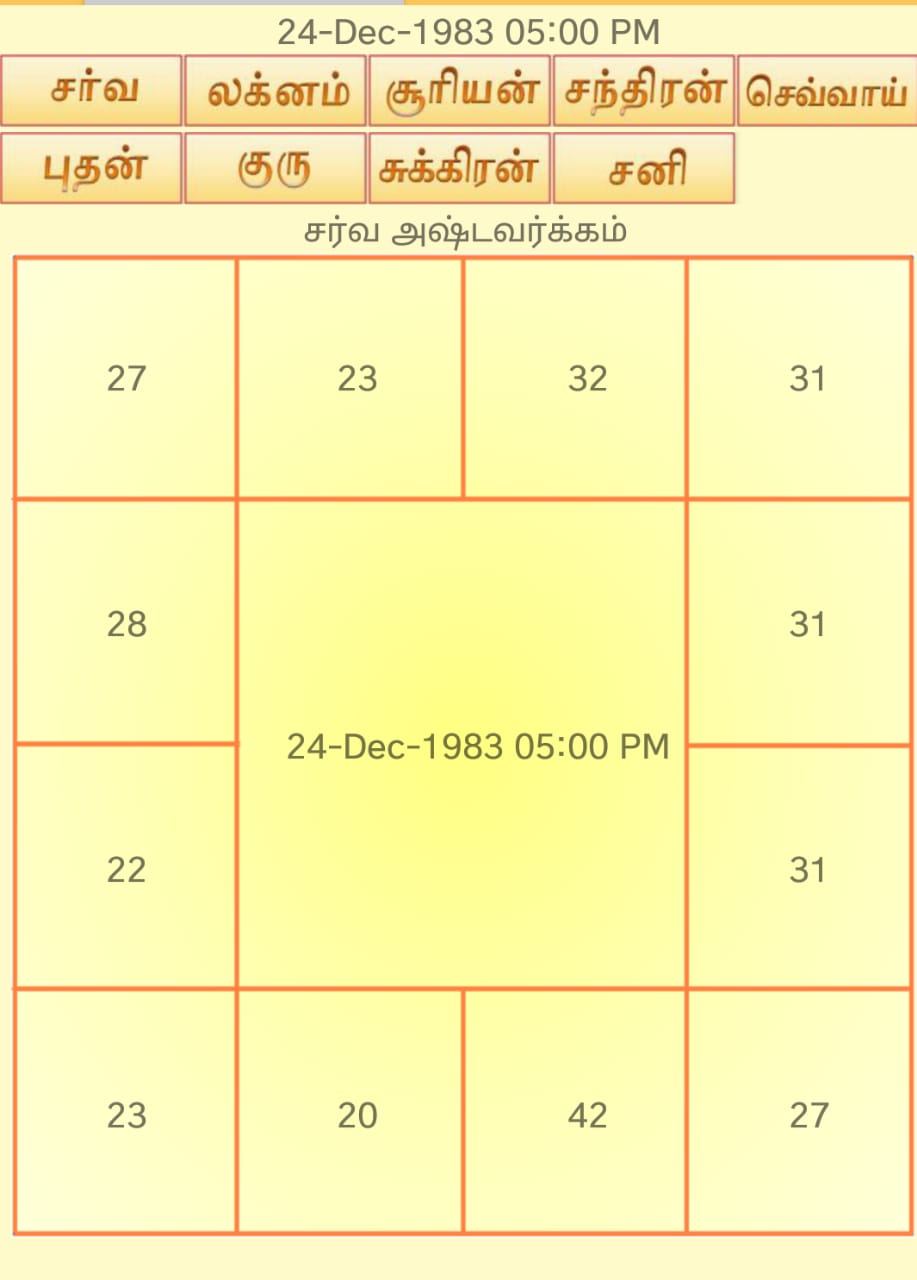 24-Dec-1983 05:00 PM
சர்வ லக்னம் சூரியன் சந்திரன் செவ்வாய்
புதன் குரு சுக்கிரன் சனி
சர்வ அஷ்டவர்க்கம்
27 23 32 31
28 31
24-Dec-1983 05:00 PM
22 31
23 20 42 27